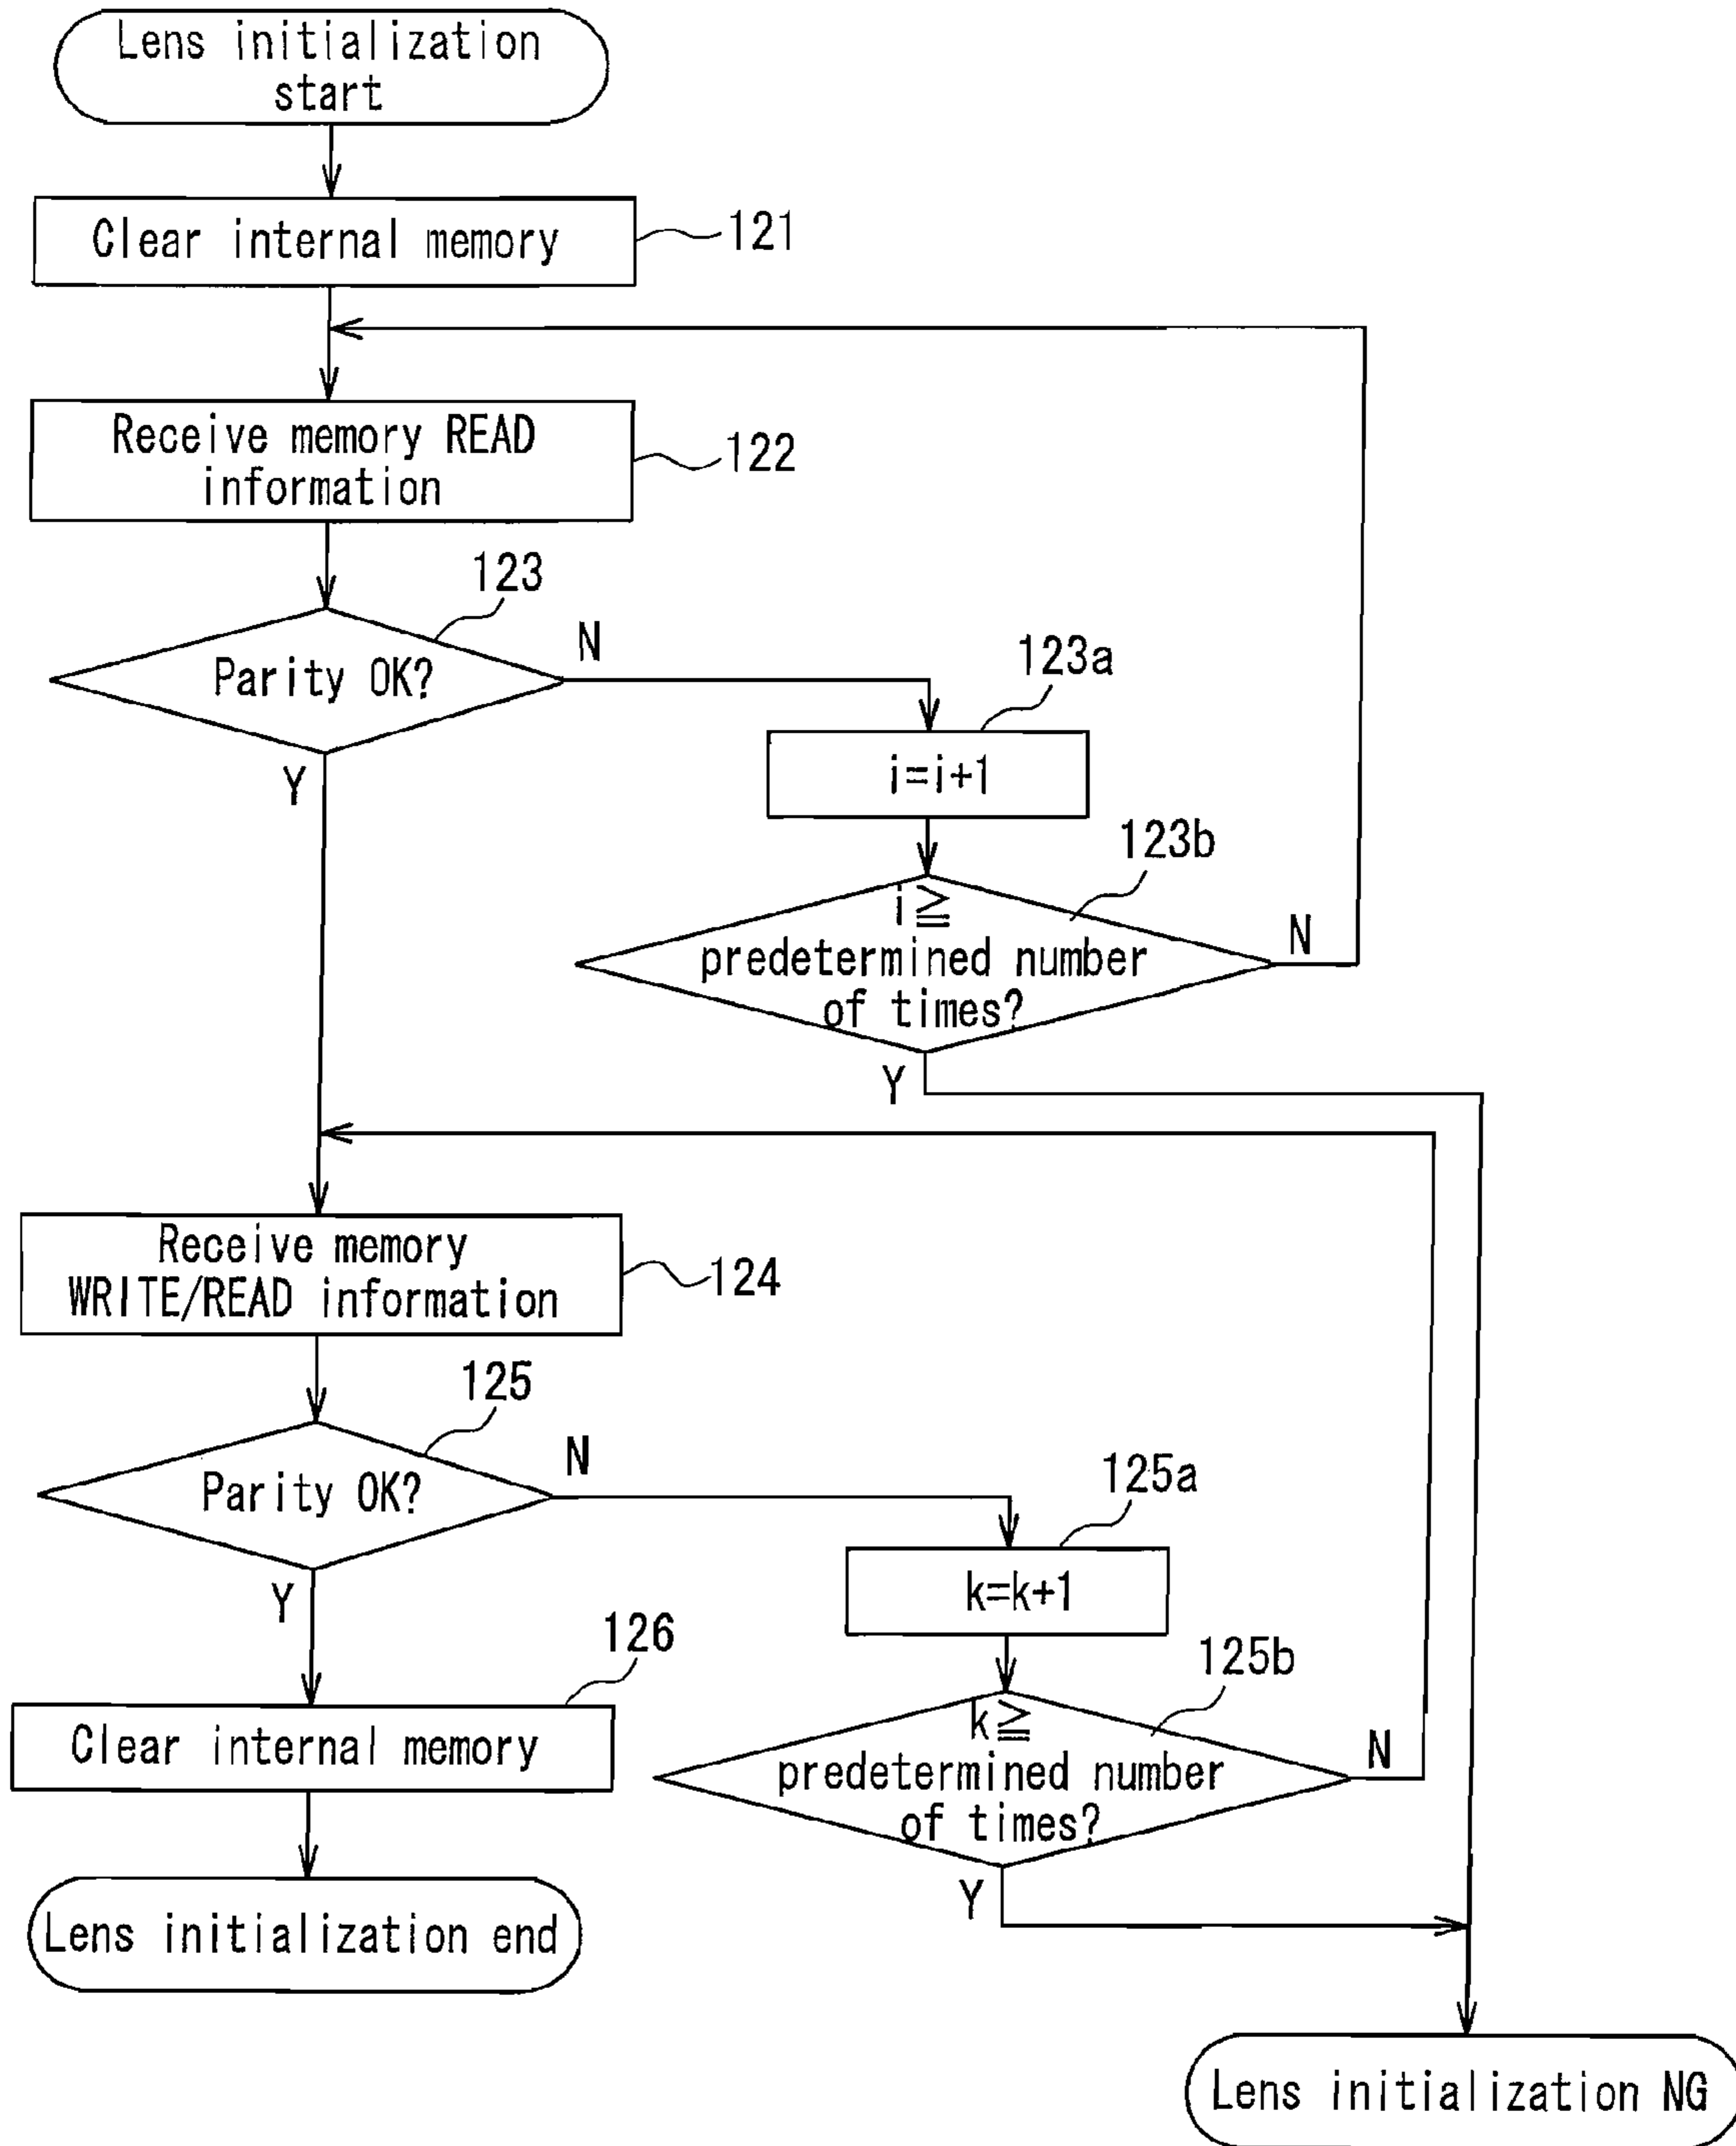 Lens initialization
start
Clear internal memory
121
Receive memory READ
information
122
123
Parity OK?
N
Y
123a
i=i+1
123b
i≧
predetermined number
of times?
N
Y
Receive memory
WRITE/READ information
124
125
Parity OK?
N
Y
125a
k=k+1
125b
k≧
predetermined number
of times?
N
Y
126
Clear internal memory
Lens initialization end
Lens initialization NG